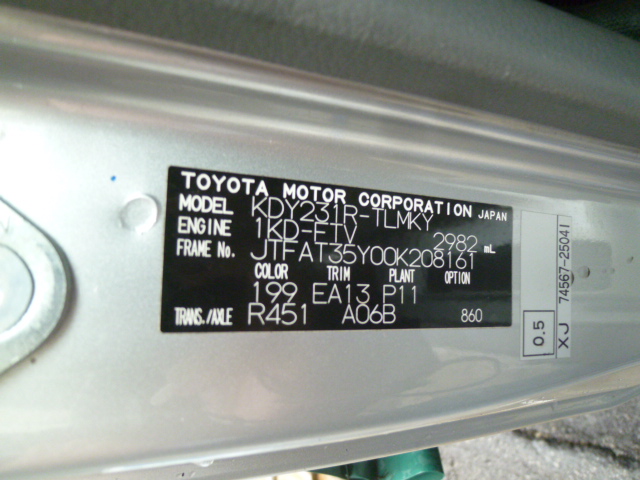 TOYOTA MOTOR CORPORATION JAPAN
MODEL KDY231R-TLMKY
ENGINE 1KD-FTV 2982 mL
FRAME No. JTFAT35Y00K208161
COLOR TRIM PLANT OPTION
199 EA13 P11
TRANS./AXLE R451 A06B 860
0.5
XJ 74567-25041